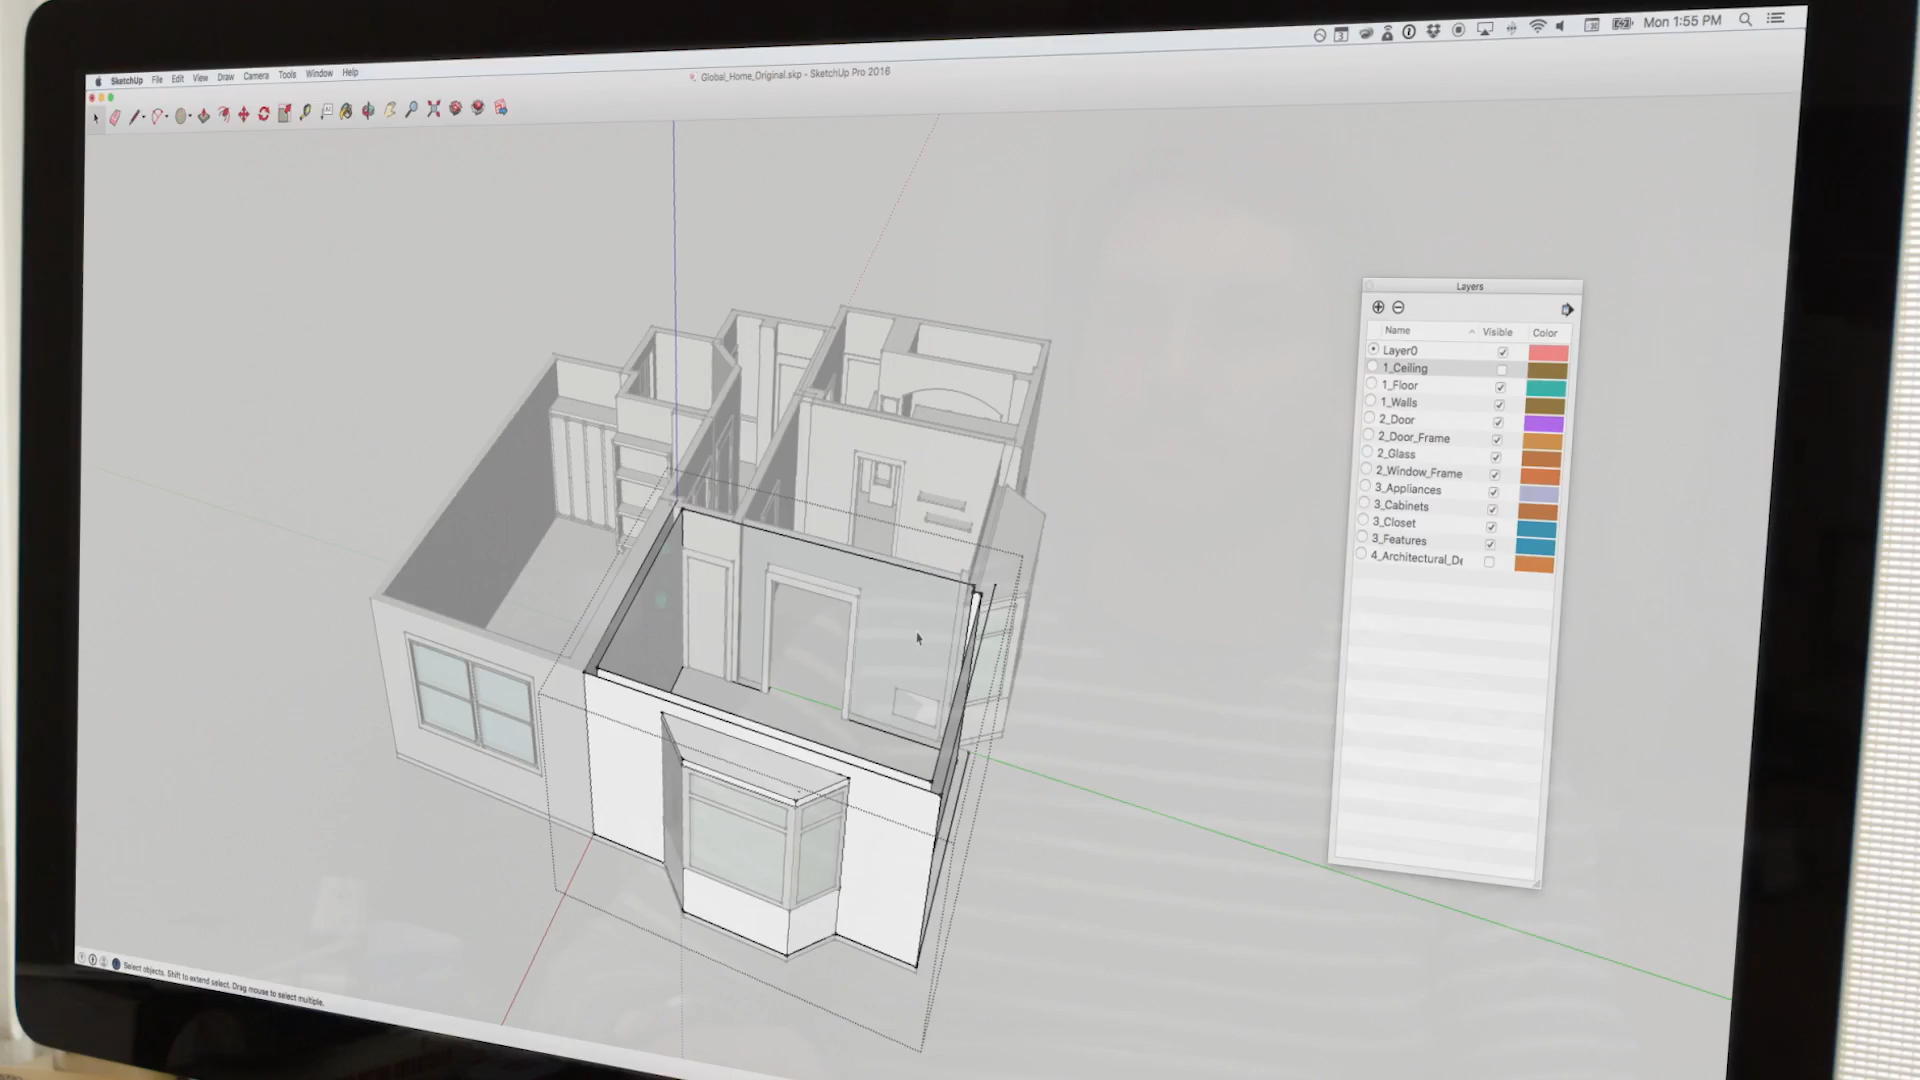 Mon 1:55 PM
SketchUp File Edit View Draw Camera Tools Window Help
Global_Home_Original.skp - SketchUp Pro 2016
Layers
Name Visible Color
Layer0
1_Ceiling
1_Floor
1_Walls
2_Door
2_Door_Frame
2_Glass
2_Window_Frame
3_Appliances
3_Cabinets
3_Closet
3_Features
4_Architectural_De
Select objects. Shift to extend select. Drag mouse to select multiple.